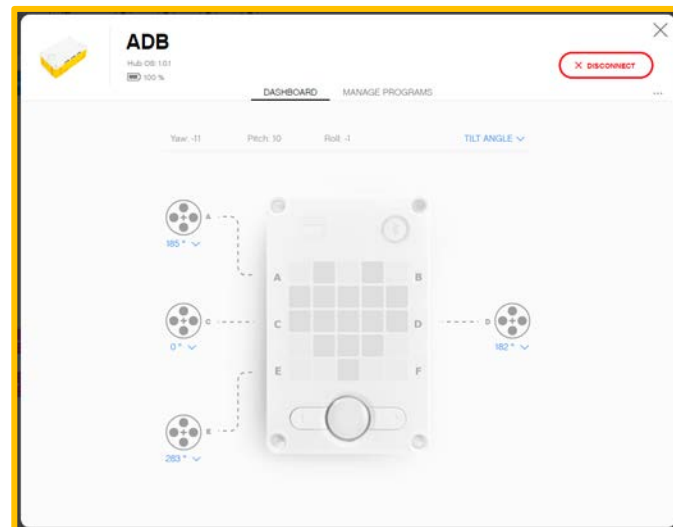 ADB
Hub OS: 1.0.1
100 %
DISCONNECT
DASHBOARD MANAGE PROGRAMS
Yaw: -11 Pitch: 10 Roll: -1 TILT ANGLE
A
185 °
A B
C
0 °
C D
D
182 °
E F
E
283 °